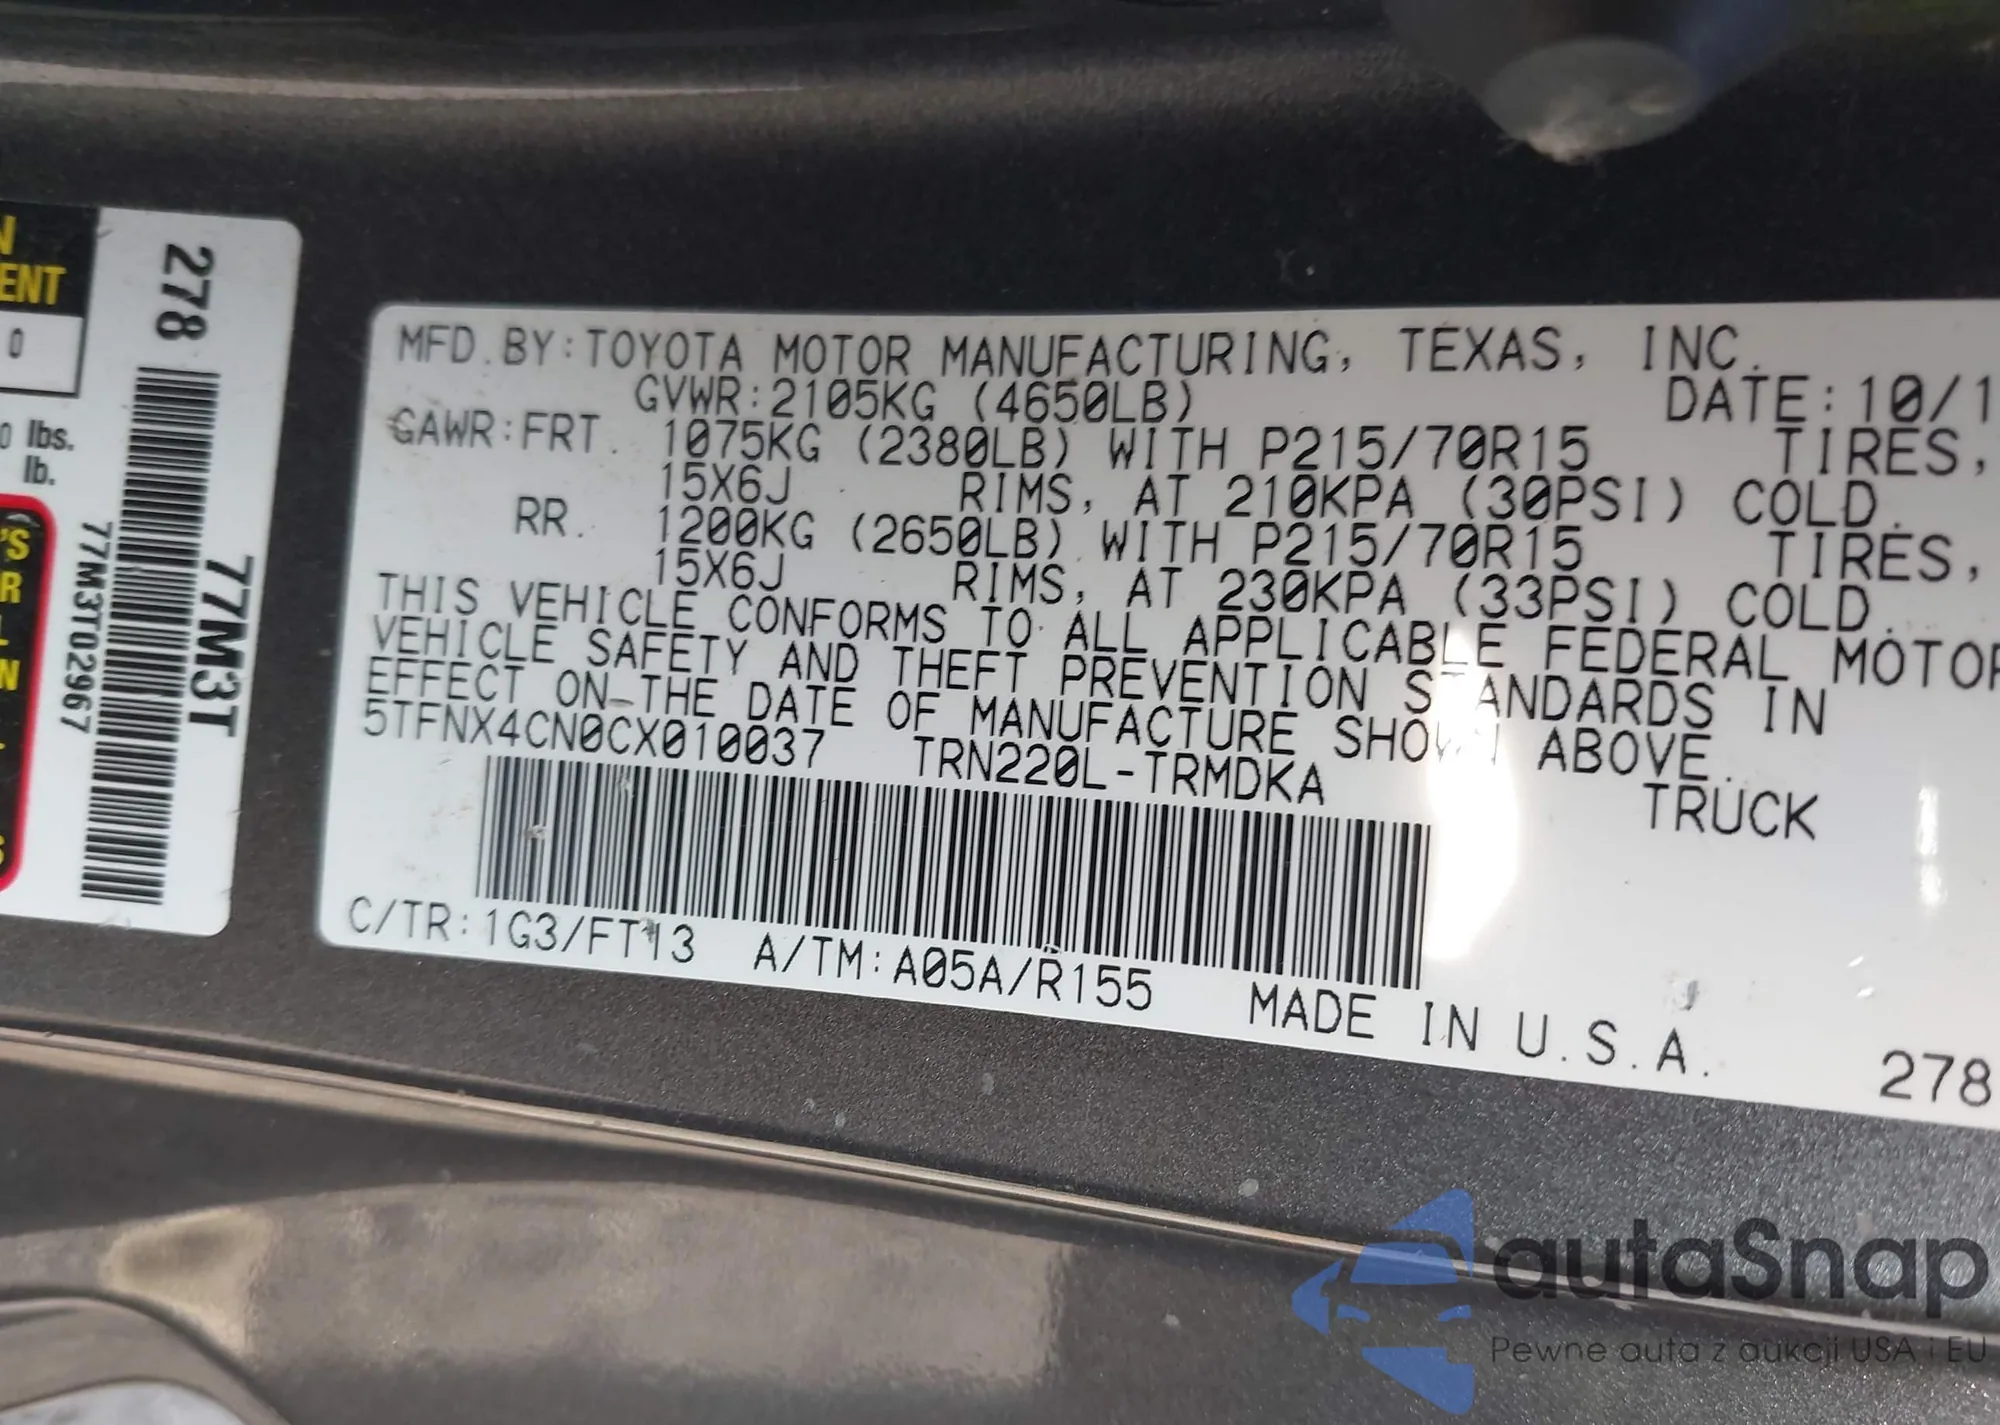 N
ENT
0
0 lbs.
lb.
'S
R
L
N
278
77M3T
77M3T02967
MFD. BY: TOYOTA MOTOR MANUFACTURING, TEXAS, INC.
GVWR: 2105KG (4650LB) DATE: 10/1
GAWR: FRT. 1075KG (2380LB) WITH P215/70R15 TIRES,
15X6J RIMS, AT 210KPA (30PSI) COLD.
RR. 1200KG (2650LB) WITH P215/70R15 TIRES,
15X6J RIMS, AT 230KPA (33PSI) COLD.
THIS VEHICLE CONFORMS TO ALL APPLICABLE FEDERAL MOTOR
VEHICLE SAFETY AND THEFT PREVENTION STANDARDS IN
EFFECT ON THE DATE OF MANUFACTURE SHOWN ABOVE.
5TFNX4CN0CX010037 TRN220L-TRMDKA TRUCK
C/TR: 1G3/FT13 A/TM: A05A/R155 MADE IN U.S.A. 278
autaSnap
Pewne auta z aukcji USA i EU